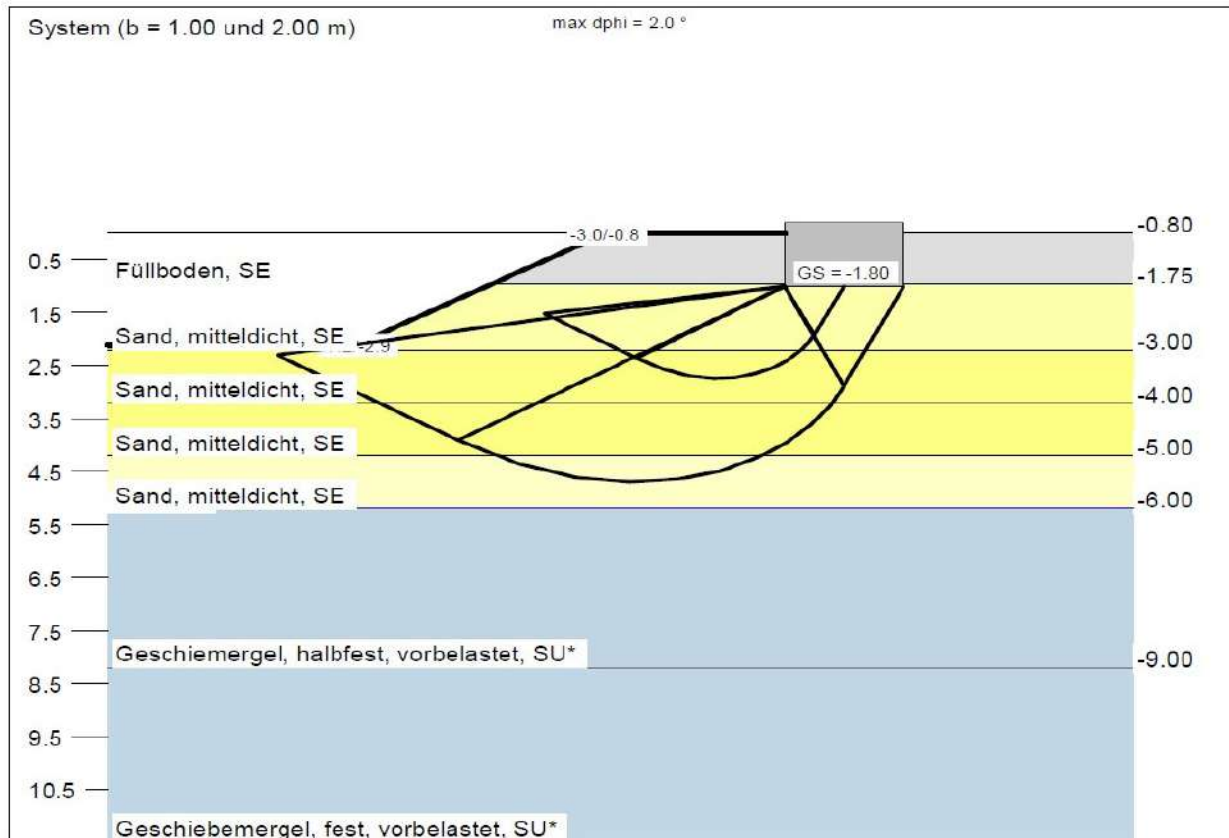 System (b = 1.00 und 2.00 m)
max dphi = 2.0 °
-3.0/-0.8
-0.80
0.5
Füllboden, SE
GS = -1.80
-1.75
1.5
Sand, mitteldicht, SE
-2.9
-3.00
2.5
Sand, mitteldicht, SE
-4.00
3.5
Sand, mitteldicht, SE
-5.00
4.5
Sand, mitteldicht, SE
-6.00
5.5
6.5
7.5
Geschiemergel, halbfest, vorbelastet, SU*
-9.00
8.5
9.5
10.5
Geschiebemergel, fest, vorbelastet, SU*